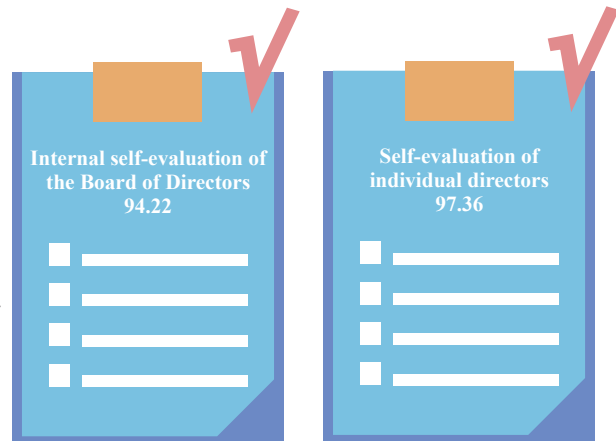 Internal self-evaluation of
the Board of Directors
94.22
Self-evaluation of
individual directors
97.36